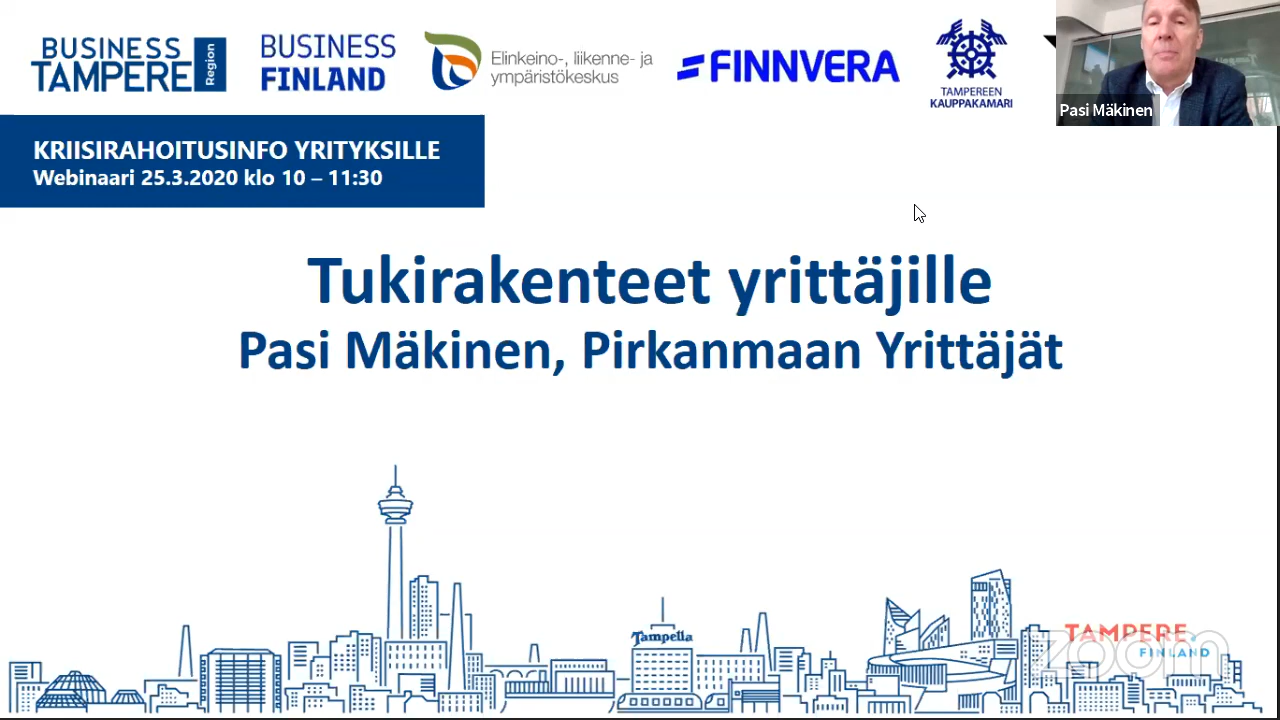 BUSINESS
TAMPERE
Region
BUSINESS
FINLAND
Elinkeino-, liikenne- ja
ympäristökeskus
FINNVERA
TAMPEREEN
KAUPPAKAMARI
Pasi Mäkinen
KRIISIRAHOITUSINFO YRITYKSILLE
Webinaari 25.3.2020 klo 10 – 11:30
Tukirakenteet yrittäjille
Pasi Mäkinen, Pirkanmaan Yrittäjät
Tampella
TAMPERE.
FINLAND
zoom